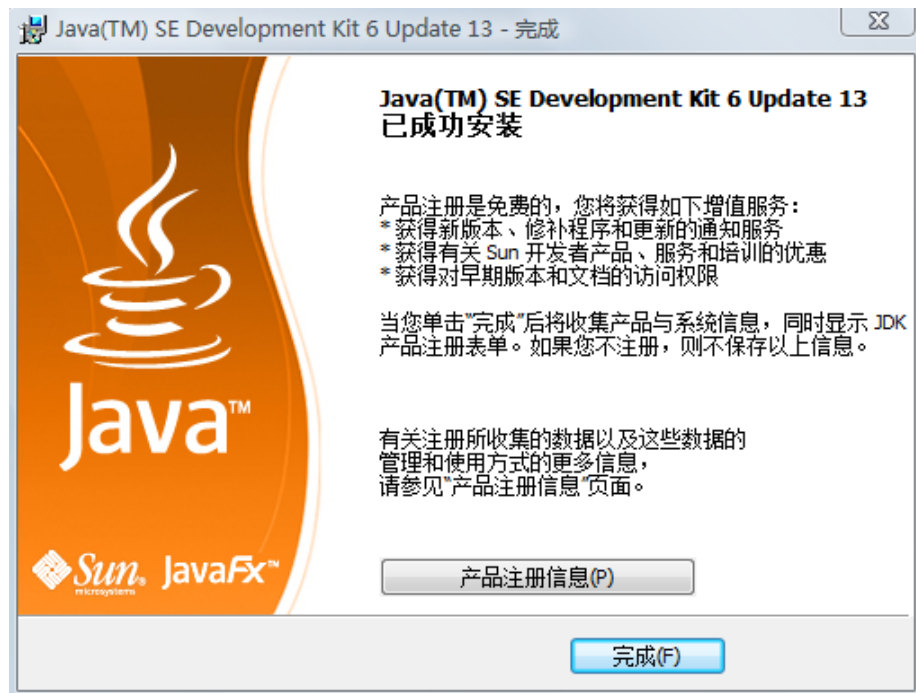 Java(TM) SE Development Kit 6 Update 13 - 完成
Java(TM) SE Development Kit 6 Update 13
已成功安装
产品注册是免费的，您将获得如下增值服务：
* 获得新版本、修补程序和更新的通知服务
* 获得有关 Sun 开发者产品、服务和培训的优惠
* 获得对早期版本和文档的访问权限
当您单击"完成"后将收集产品与系统信息，同时显示 JDK
产品注册表单。如果您不注册，则不保存以上信息。
Java™
有关注册所收集的数据以及这些数据的
管理和使用方式的更多信息，
请参见"产品注册信息"页面。
Sun microsystems JavaFx™
产品注册信息(P)
完成(F)